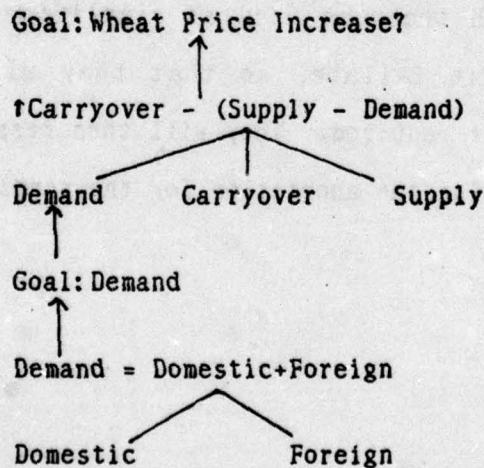 Goal: Wheat Price Increase?
↑Carryover - (Supply - Demand)
Demand Carryover Supply
Goal: Demand
Demand = Domestic+Foreign
Domestic Foreign